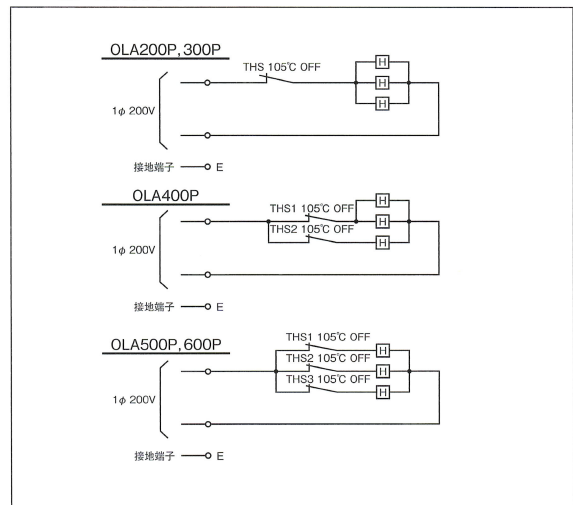 OLA200P, 300P
THS 105℃ OFF
H
H
H
1φ 200V
接地端子 E
OLA400P
THS1 105℃ OFF
H
H
THS2 105℃ OFF
H
1φ 200V
接地端子 E
OLA500P, 600P
THS1 105℃ OFF
H
THS2 105℃ OFF
H
THS3 105℃ OFF
H
1φ 200V
接地端子 E